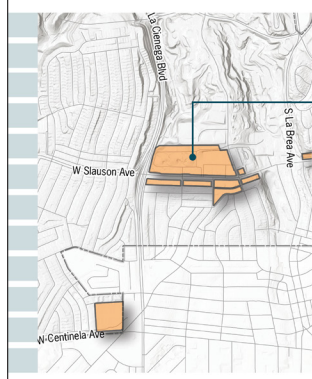 La Cienega Blvd
S La Brea Ave
W Slauson Ave
W Centinela Ave